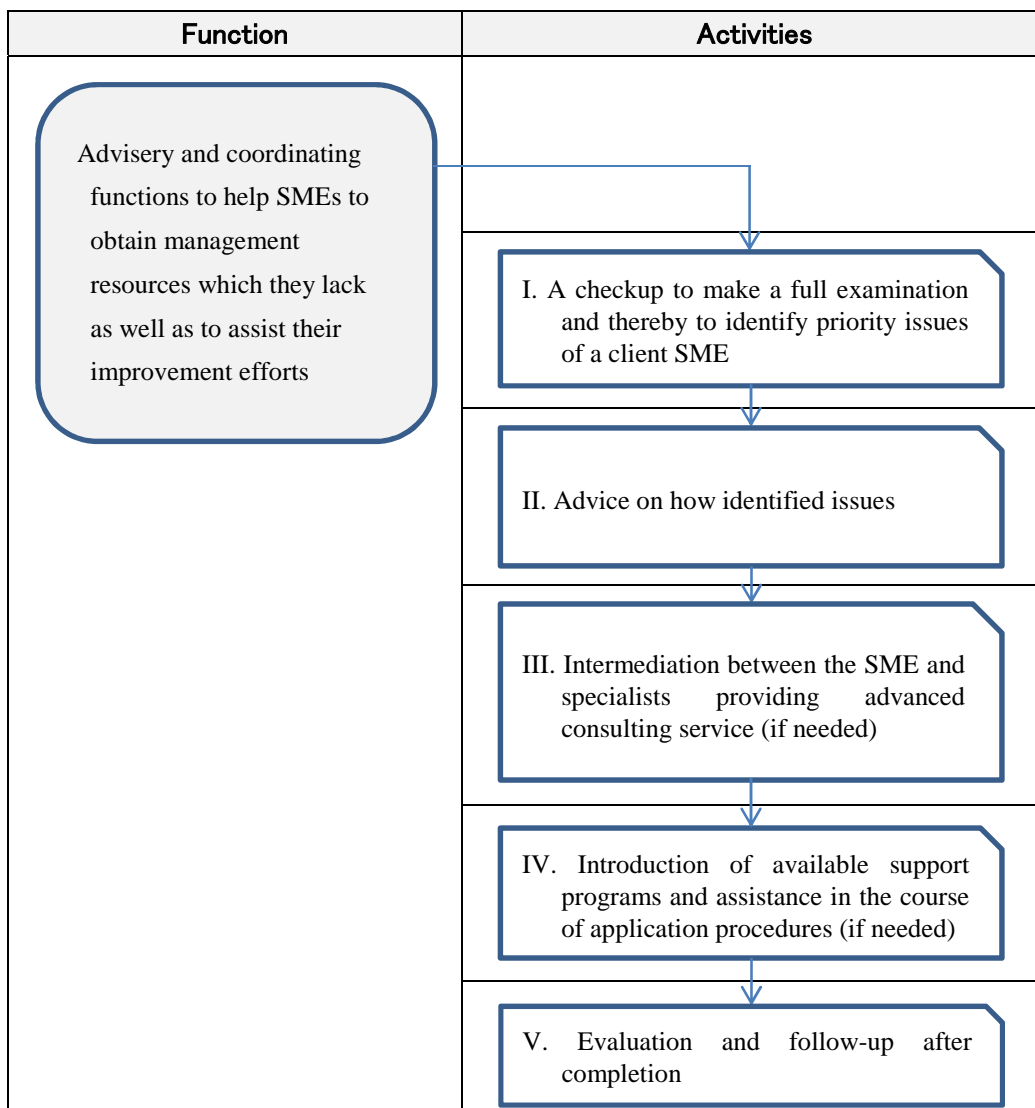 Function
Activities
Advisery and coordinating
functions to help SMEs to
obtain management
resources which they lack
as well as to assist their
improvement efforts
I. A checkup to make a full examination
and thereby to identify priority issues
of a client SME
II. Advice on how identified issues
III. Intermediation between the SME and
specialists providing advanced
consulting service (if needed)
IV. Introduction of available support
programs and assistance in the course
of application procedures (if needed)
V. Evaluation and follow-up after
completion